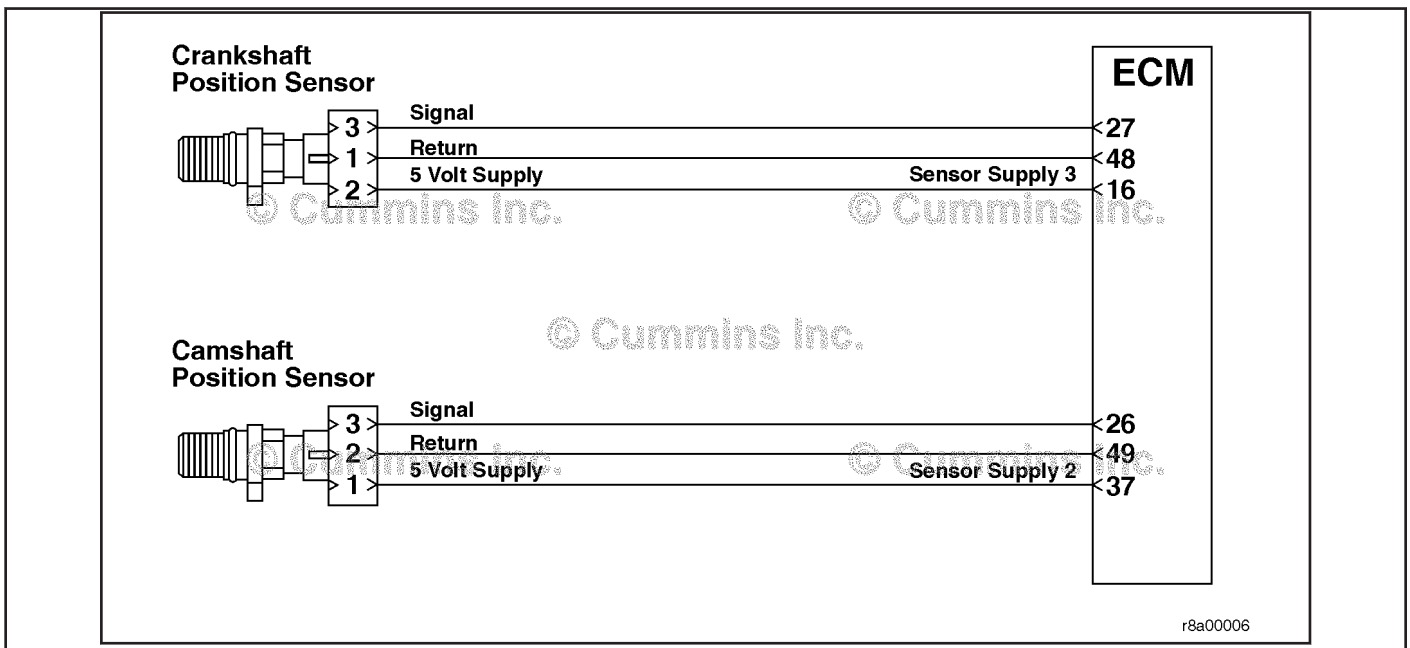 Crankshaft
Position Sensor
ECM
3 Signal 27
1 Return 48
2 5 Volt Supply Sensor Supply 3 16
© Cummins Inc. © Cummins Inc.
© Cummins Inc.
Camshaft
Position Sensor
3 Signal 26
2 Return 49
© Cummins Inc. © Cummins Inc.
1 5 Volt Supply Sensor Supply 2 37
r8a00006